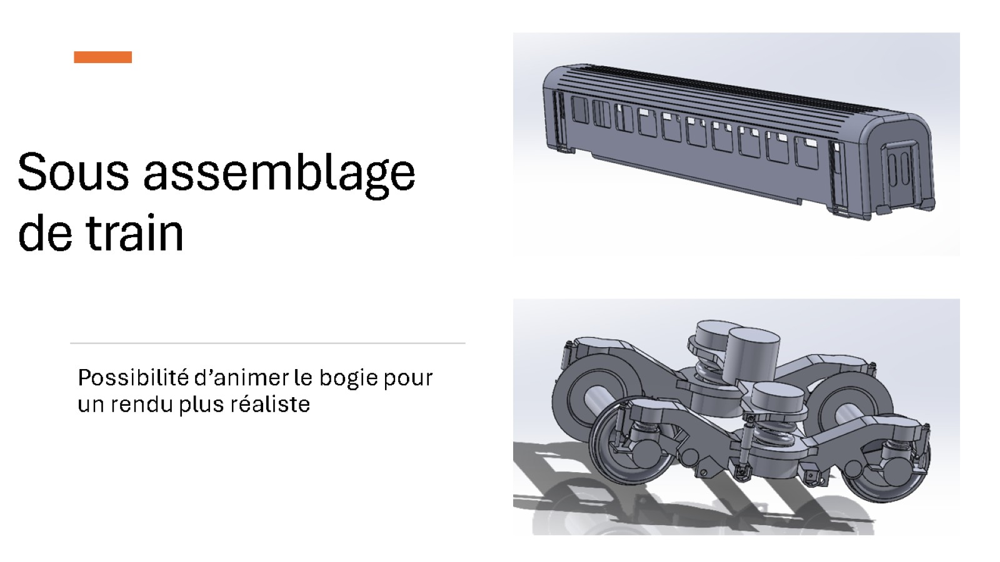 Sous assemblage
de train
Possibilité d’animer le bogie pour
un rendu plus réaliste